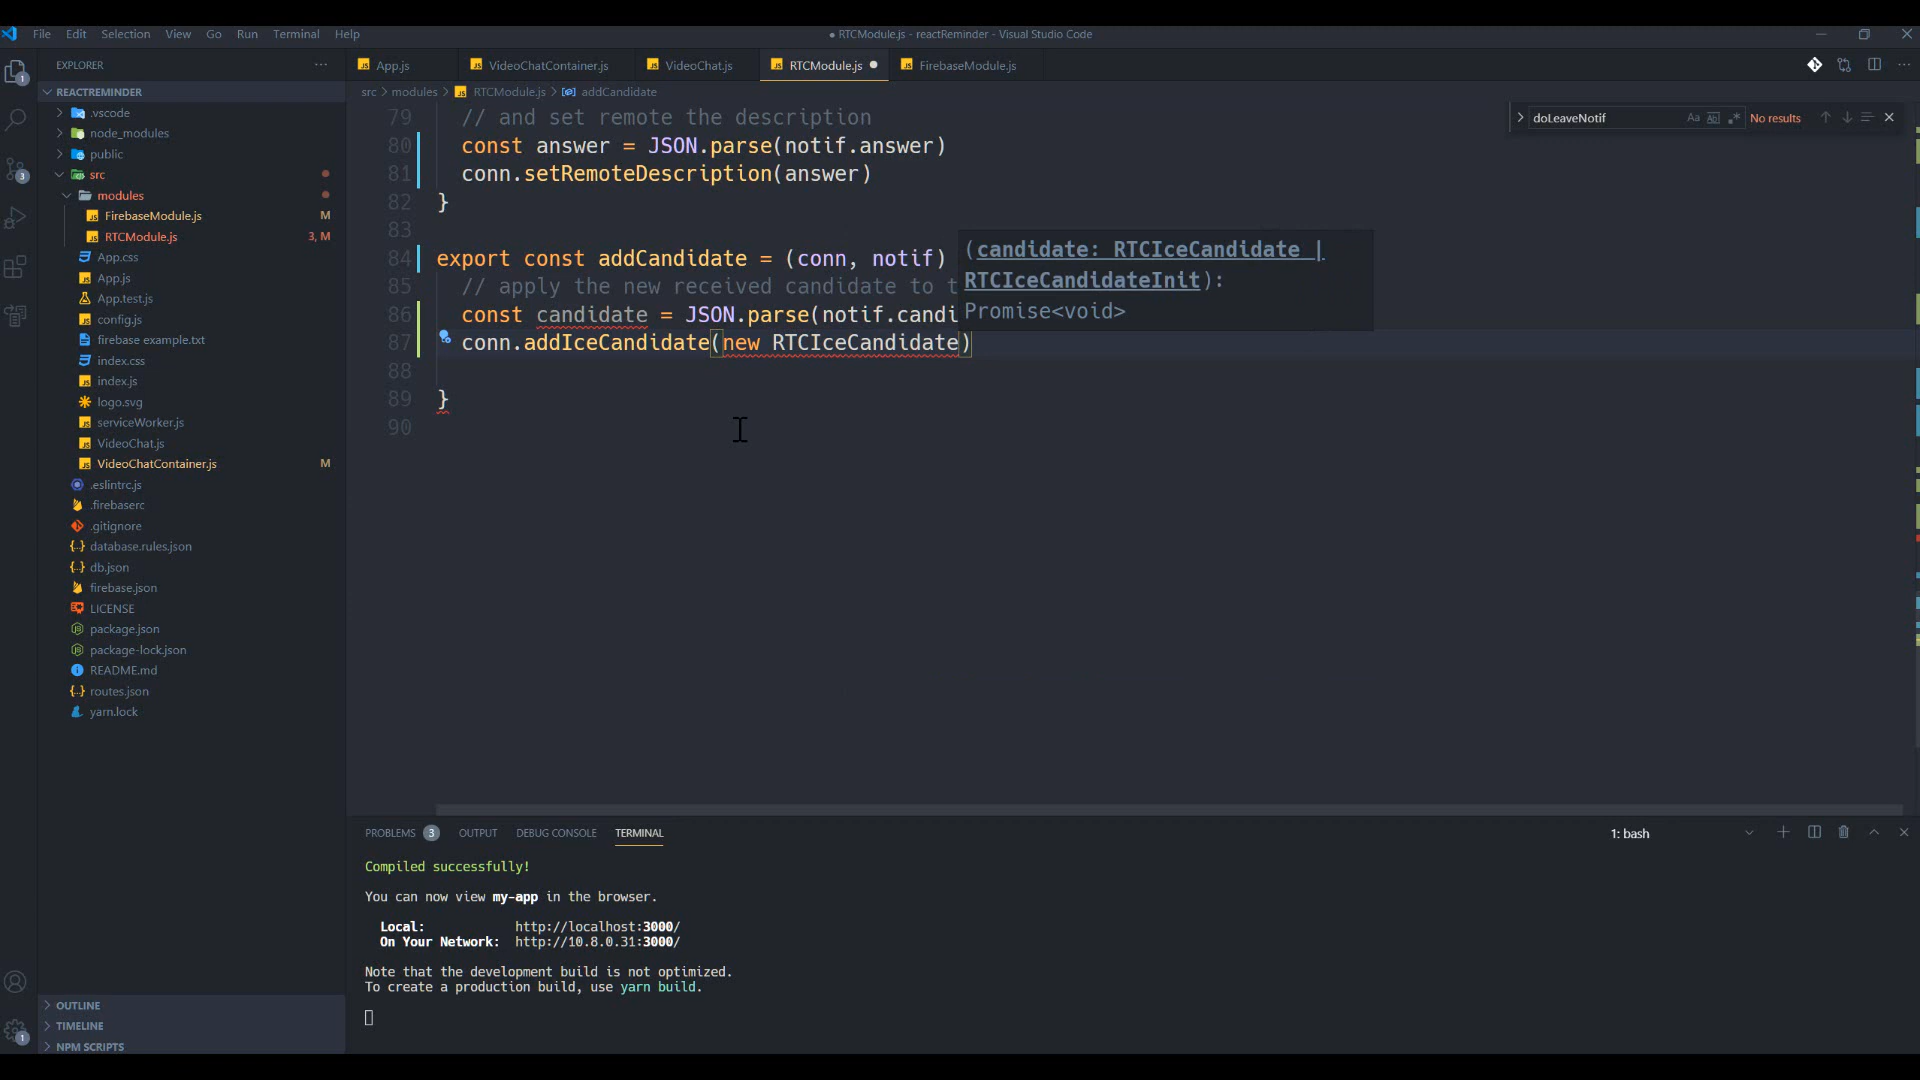 File Edit Selection View Go Run Terminal Help
● RTCModule.js - reactReminder - Visual Studio Code
EXPLORER
REACTREMINDER
.vscode
node_modules
public
src
modules
FirebaseModule.js M
RTCModule.js 3, M
App.css
App.js
App.test.js
config.js
firebase example.txt
index.css
index.js
logo.svg
serviceWorker.js
VideoChat.js
VideoChatContainer.js M
.eslintrc.js
.firebaserc
.gitignore
database.rules.json
db.json
firebase.json
LICENSE
package.json
package-lock.json
README.md
routes.json
yarn.lock
OUTLINE
TIMELINE
NPM SCRIPTS
1
3
1
App.js VideoChatContainer.js VideoChat.js RTCModule.js ● FirebaseModule.js
src > modules > RTCModule.js > addCandidate
doLeaveNotif Aa Abl .* No results
79 // and set remote the description
80 const answer = JSON.parse(notif.answer)
81 conn.setRemoteDescription(answer)
82 }
83
84 export const addCandidate = (conn, notif)
85 // apply the new received candidate to t
86 const candidate = JSON.parse(notif.candi
87 conn.addIceCandidate(new RTCIceCandidate)
88
89 }
90
(candidate: RTCIceCandidate |
RTCIceCandidateInit):
Promise<void>
PROBLEMS 3 OUTPUT DEBUG CONSOLE TERMINAL
1: bash
Compiled successfully!
You can now view my-app in the browser.
Local: http://localhost:3000/
On Your Network: http://10.8.0.31:3000/
Note that the development build is not optimized.
To create a production build, use yarn build.